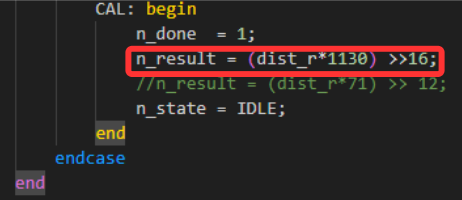 CAL: begin
n_done = 1;
n_result = (dist_r*1130) >>16;
//n_result = (dist_r*71) >> 12;
n_state = IDLE;
end
endcase
end